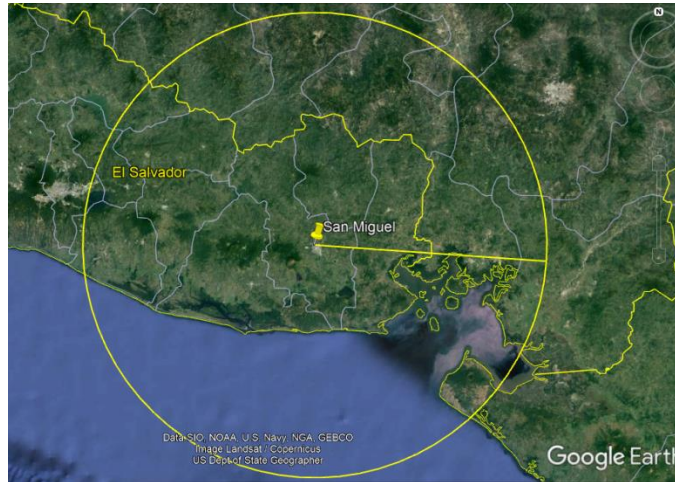 N
El Salvador
San Miguel
Data SIO, NOAA, U.S. Navy, NGA, GEBCO
Image Landsat / Copernicus
US Dept of State Geographer
Google Earth